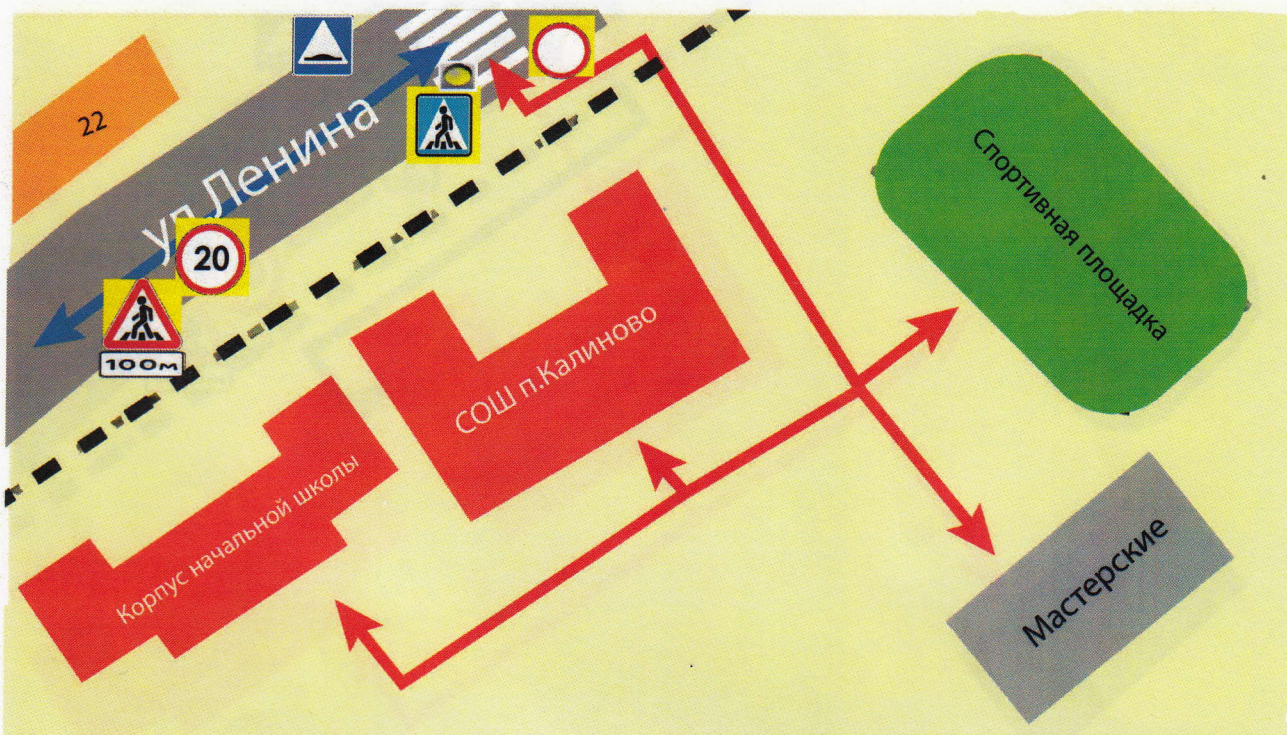 22
ул Ленина
20
100м
СОШ п.Калиново
Корпус начальной школы
Спортивная площадка
Мастерские